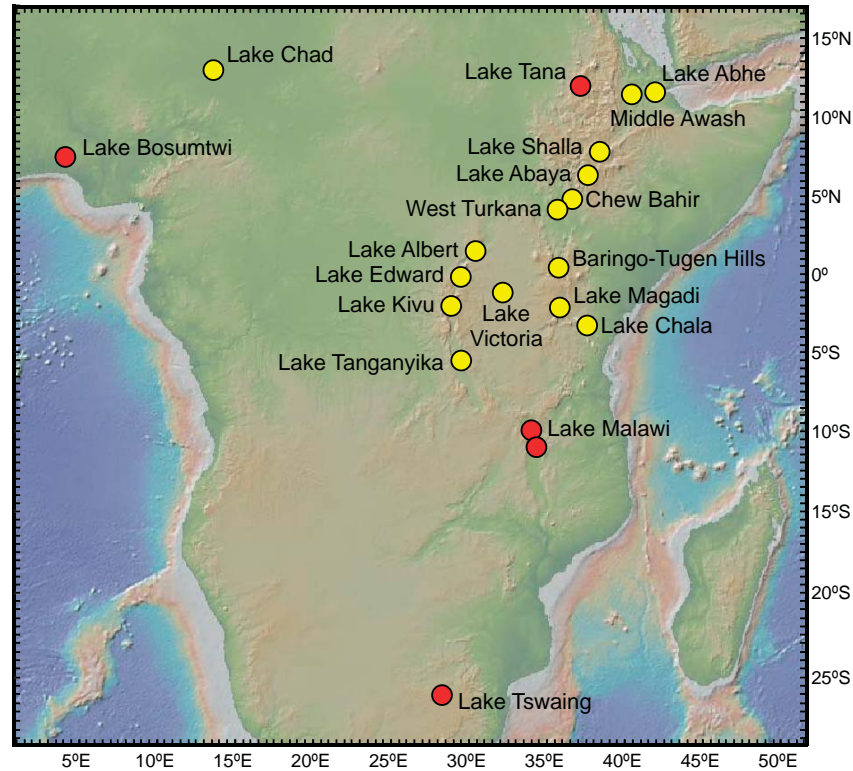 15ºN
Lake Chad
Lake Tana
Lake Abhe
10ºN
Middle Awash
Lake Bosumtwi
Lake Shalla
Lake Abaya
5ºN
Chew Bahir
West Turkana
Lake Albert
Baringo-Tugen Hills
0º
Lake Edward
Lake Kivu
Lake Magadi
Lake
Victoria
Lake Chala
5ºS
Lake Tanganyika
Lake Malawi
10ºS
15ºS
20ºS
25ºS
Lake Tswaing
5ºE 10ºE 15ºE 20ºE 25ºE 30ºE 35ºE 40ºE 45ºE 50ºE